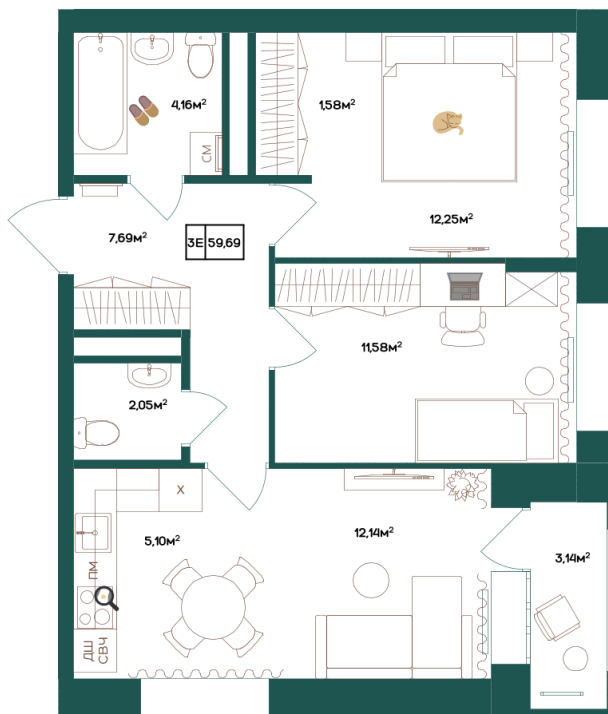 4,16м²
1,58м²
СМ
12,25м²
7,69м²
3Е 59,69
11,58м²
2,05м²
Х
5,10м²
12,14м²
3,14м²
ПМ
ДШ
СВЧ